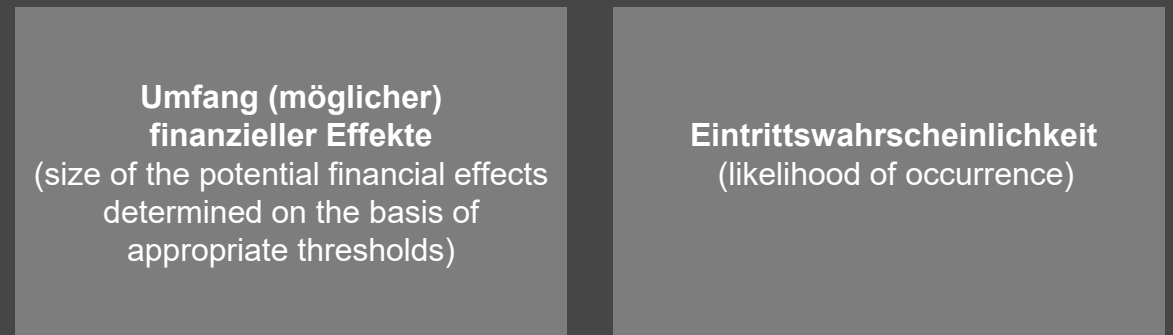 Umfang (möglicher)
finanzieller Effekte
(size of the potential financial effects
determined on the basis of
appropriate thresholds)
Eintrittswahrscheinlichkeit
(likelihood of occurrence)